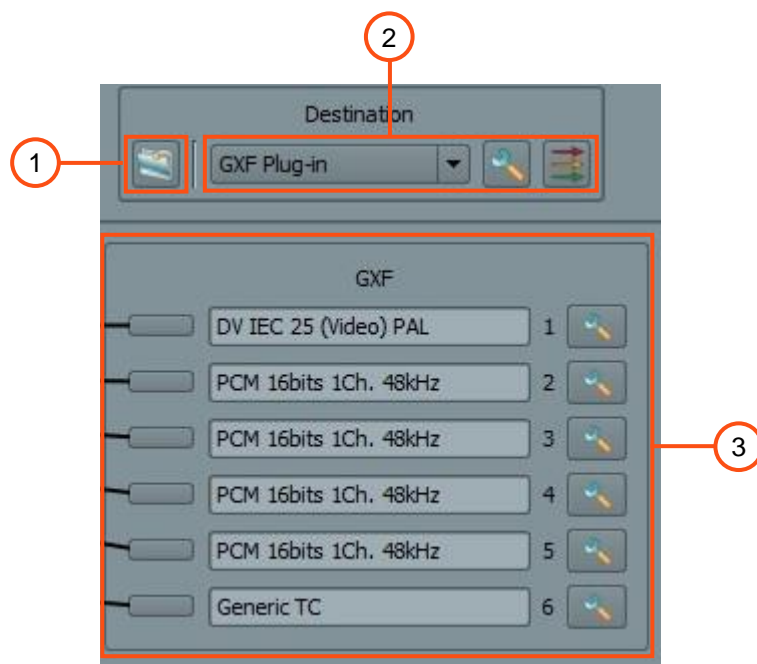 2
Destination
1
GXF Plug-in
GXF
DV IEC 25 (Video) PAL 1
PCM 16bits 1Ch. 48kHz 2
PCM 16bits 1Ch. 48kHz 3
3
PCM 16bits 1Ch. 48kHz 4
PCM 16bits 1Ch. 48kHz 5
Generic TC 6